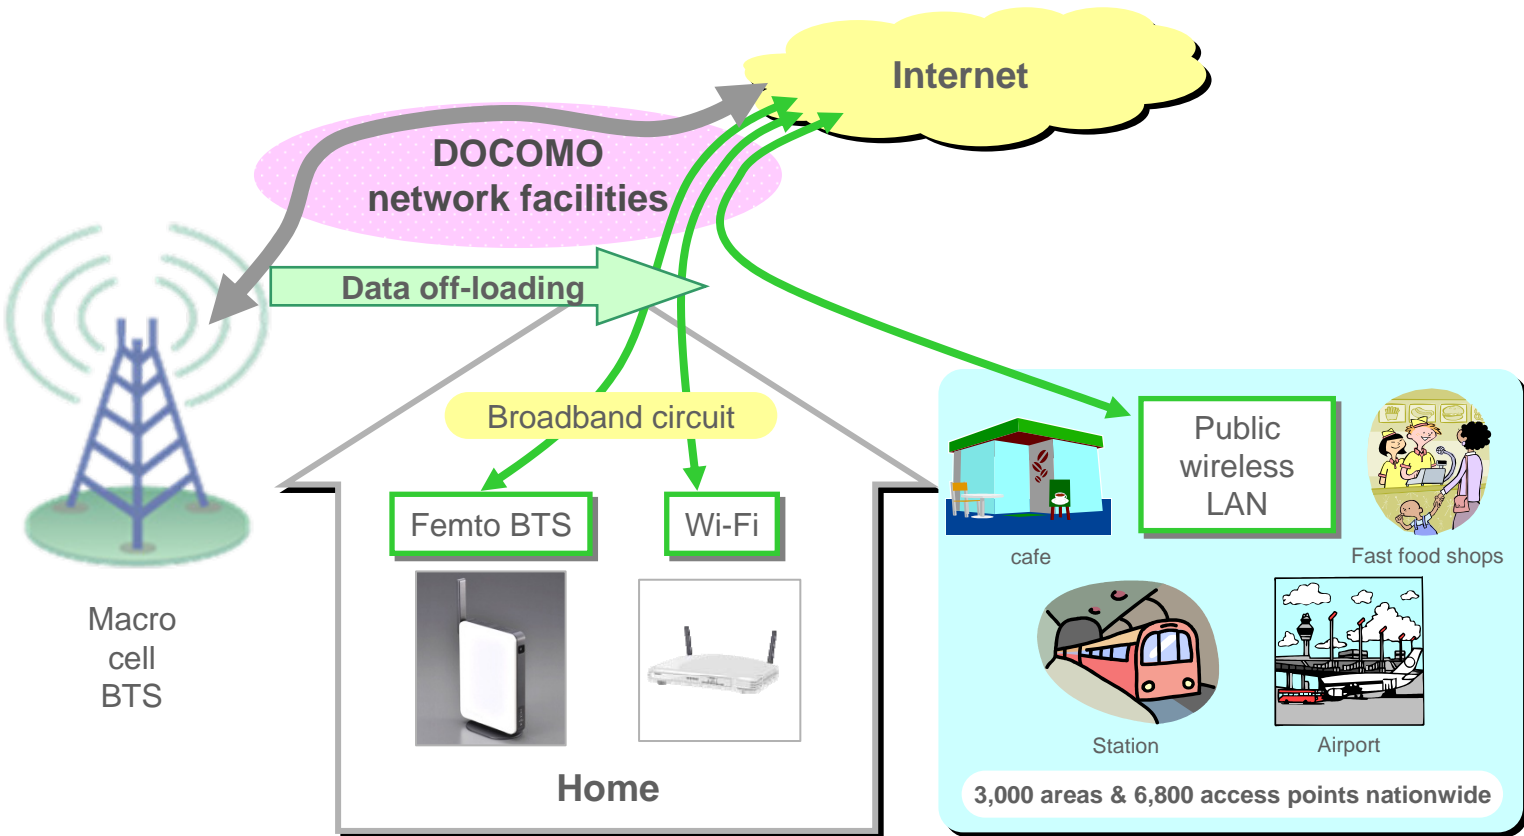 Internet
DOCOMO
network facilities
Data off-loading
Broadband circuit
Femto BTS
Wi-Fi
Public
wireless
LAN
cafe
Fast food shops
Macro
cell
BTS
Station
Airport
Home
3,000 areas & 6,800 access points nationwide